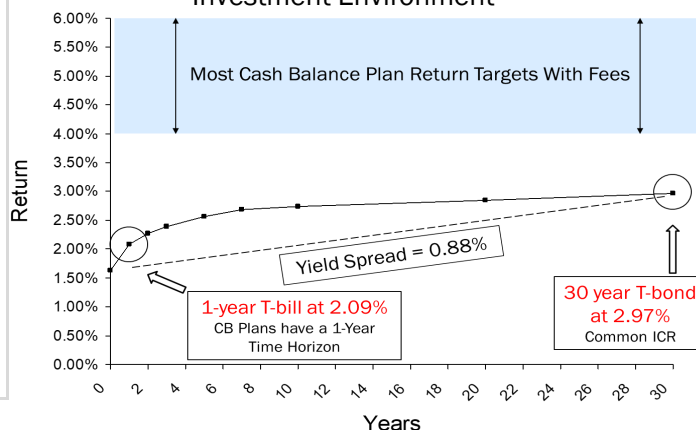 Investment Environment
6.00%
5.50%
5.00%
4.50%
4.00%
3.50%
3.00%
2.50%
2.00%
1.50%
1.00%
0.50%
0.00%
Return
Most Cash Balance Plan Return Targets With Fees
Yield Spread = 0.88%
1-year T-bill at 2.09%
CB Plans have a 1-Year
Time Horizon
30 year T-bond
at 2.97%
Common ICR
0 2 4 6 8 10 12 14 16 18 20 22 24 26 28 30
Years